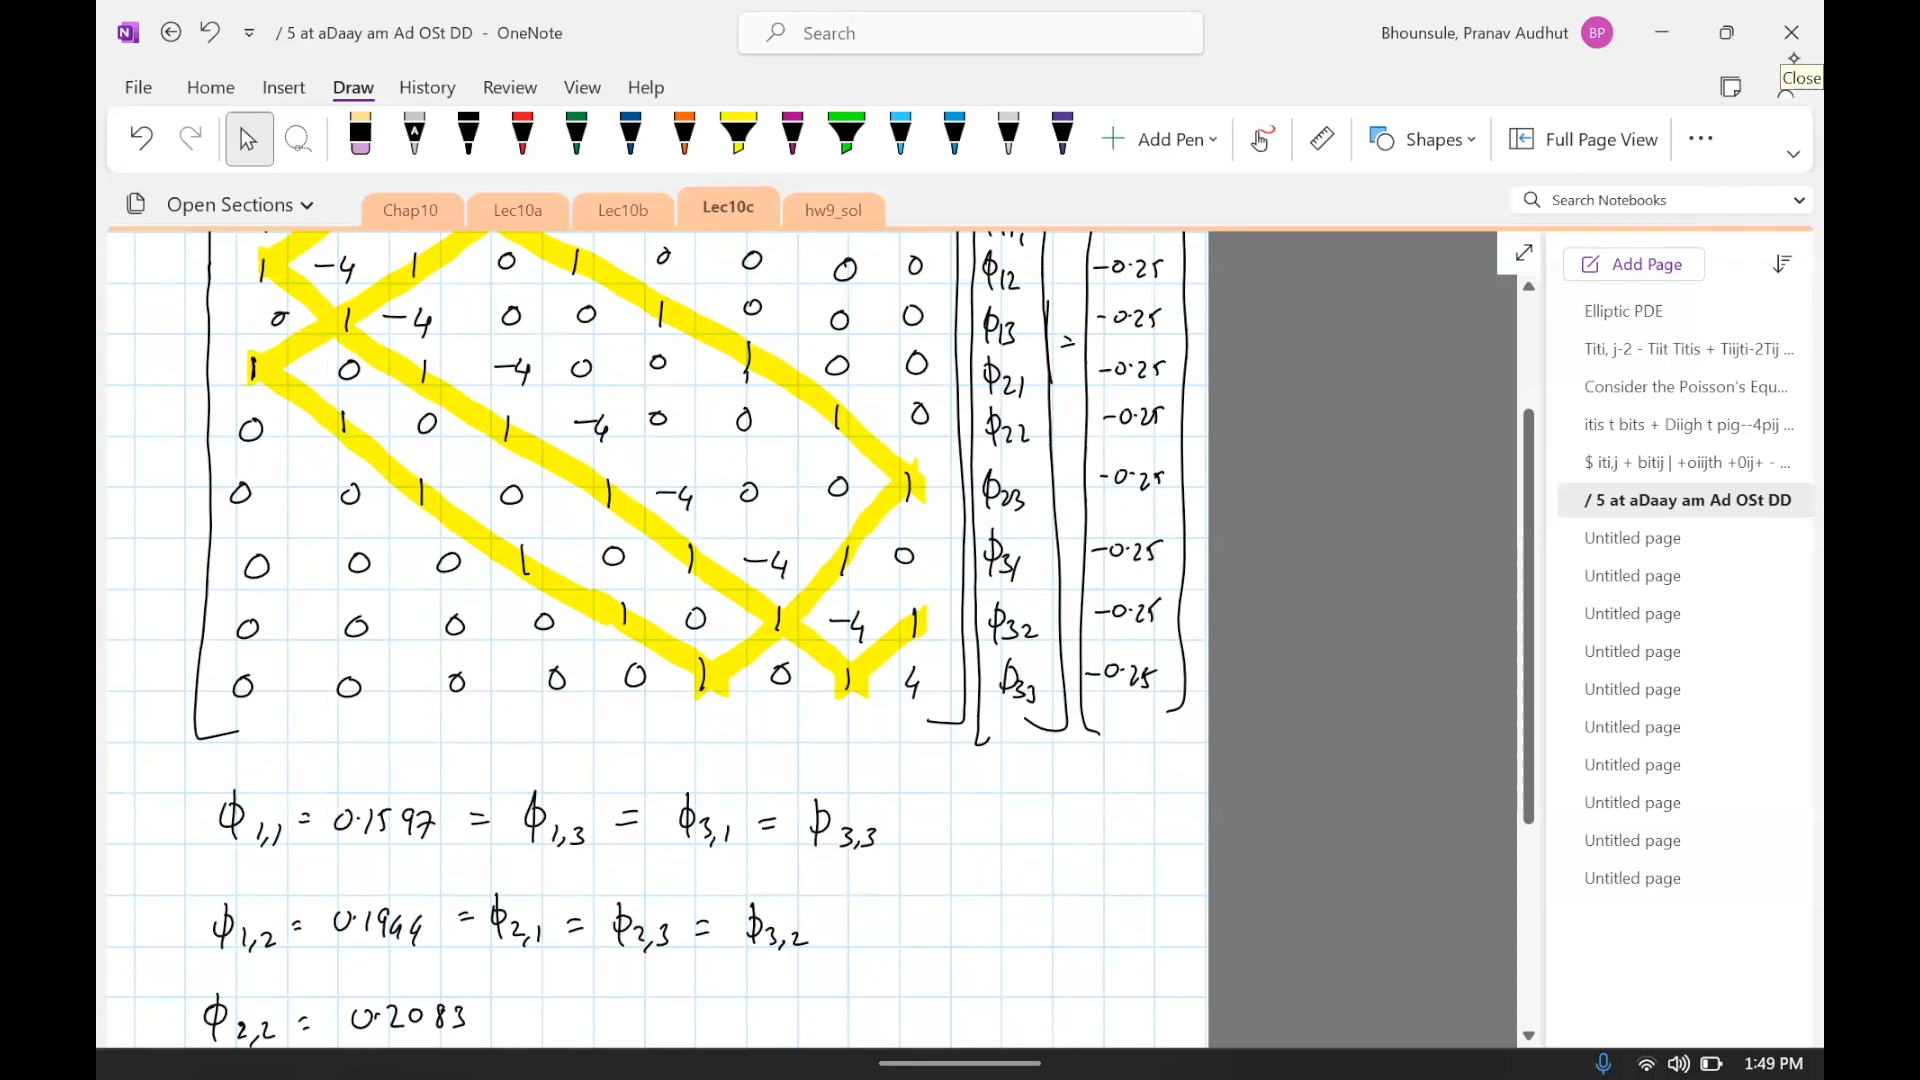 / 5 at aDaay am Ad OSt DD - OneNote
Search
Bhounsule, Pranav Audhut BP
Close
File Home Insert Draw History Review View Help
Add Pen Shapes Full Page View
Open Sections Chap10 Lec10a Lec10b Lec10c hw9_sol
Search Notebooks
1 -4 1 0 1 0 0 0 0 ϕ12 -0.25
0 1 -4 0 0 1 0 0 0 ϕ13 = -0.25
1 0 1 -4 0 0 1 0 0 ϕ21 -0.25
0 1 0 1 -4 0 0 1 0 ϕ22 -0.25
0 0 1 0 1 -4 0 0 1 ϕ23 -0.25
0 0 0 1 0 1 -4 1 0 ϕ31 -0.25
0 0 0 0 1 0 1 -4 1 ϕ32 -0.25
0 0 0 0 0 1 0 1 4 ϕ33 -0.25
ϕ1,1 = 0.1597 = ϕ1,3 = ϕ3,1 = ϕ3,3
ϕ1,2 = 0.1944 = ϕ2,1 = ϕ2,3 = ϕ3,2
ϕ2,2 = 0.2083
Add Page
Elliptic PDE
Titi, j-2 - Tiit Titis + Tiijti-2Tij ...
Consider the Poisson's Equ...
itis t bits + Diigh t pig--4pij ...
$ iti,j + bitij | +oiijth +0ij+ - ...
/ 5 at aDaay am Ad OSt DD
Untitled page
Untitled page
Untitled page
Untitled page
Untitled page
Untitled page
Untitled page
Untitled page
Untitled page
Untitled page
1:49 PM